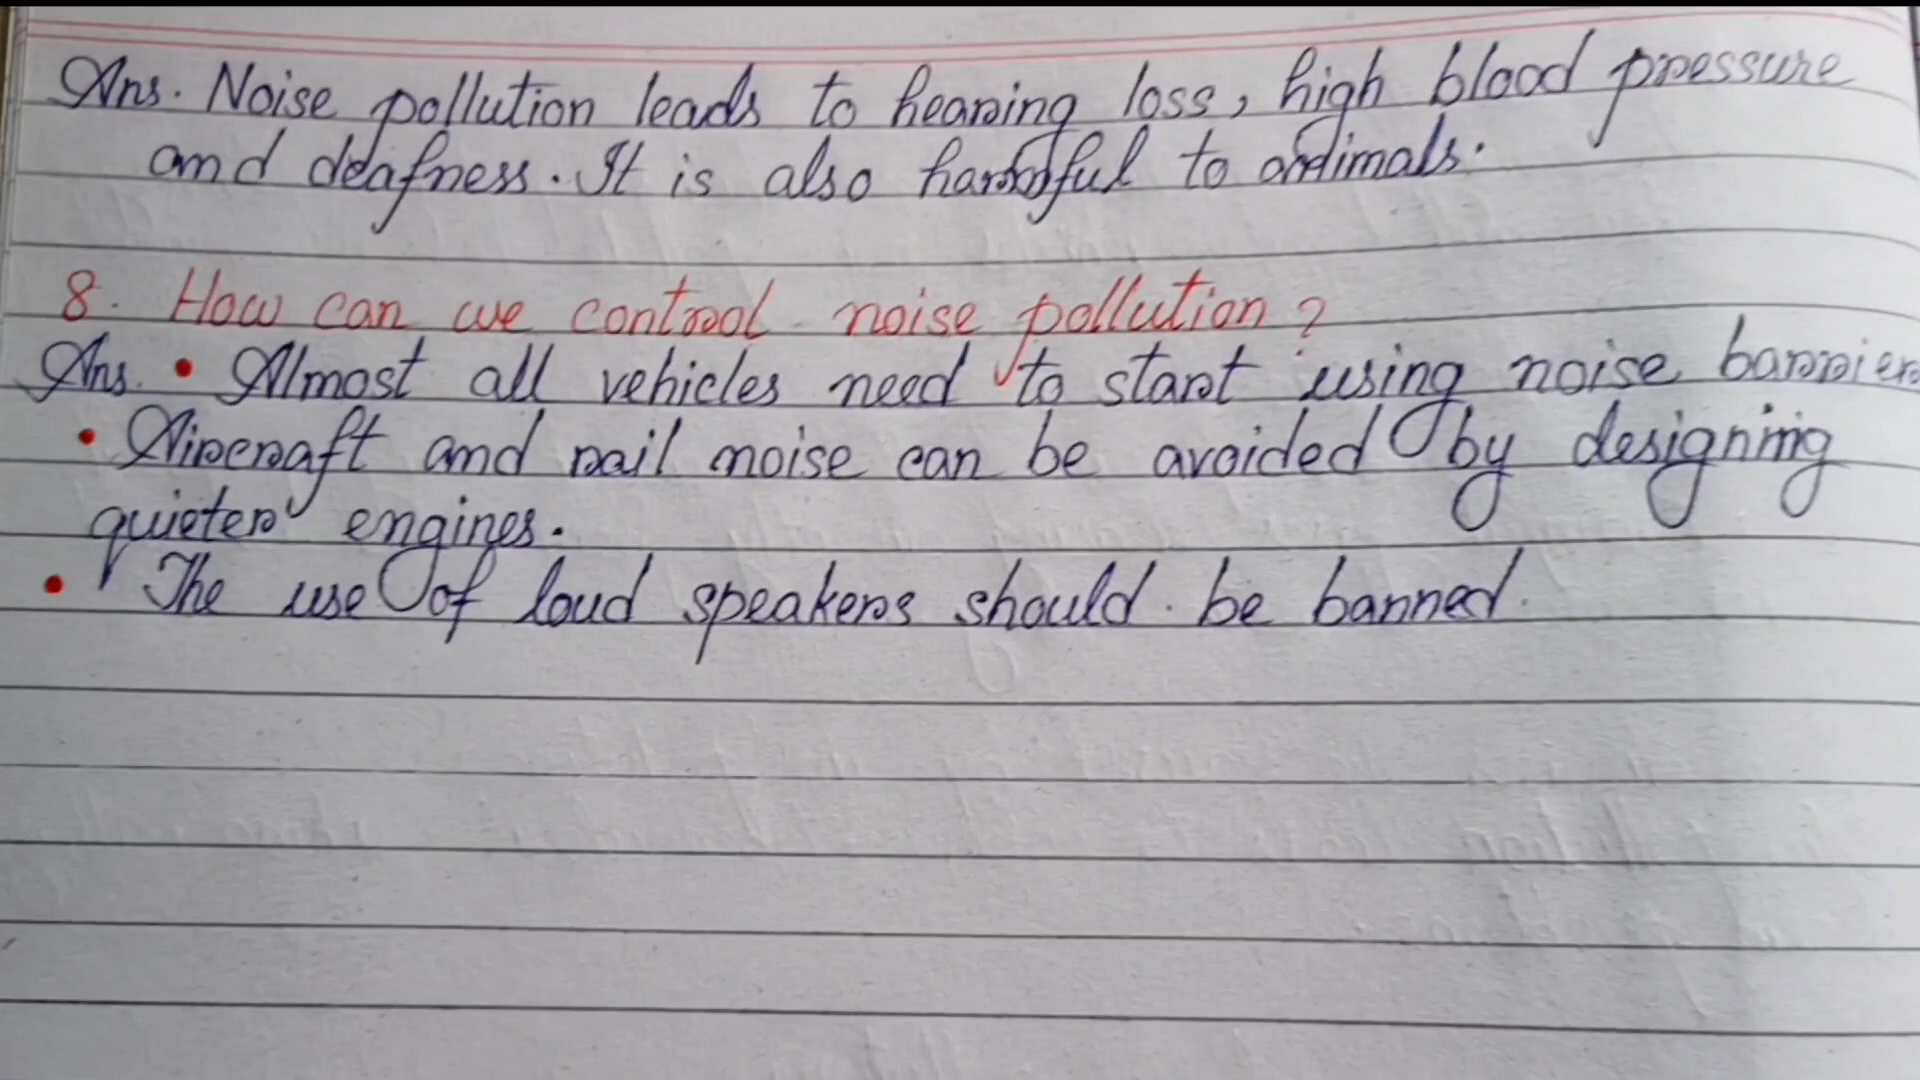 Ans. Noise pollution leads to hearing loss, high blood pressure
and deafness. It is also harmful to animals.
8. How can we control noise pollution?
Ans. • Almost all vehicles need to start using noise barriers
• Aircraft and rail noise can be avoided by designing
quieter engines.
• The use of loud speakers should be banned.